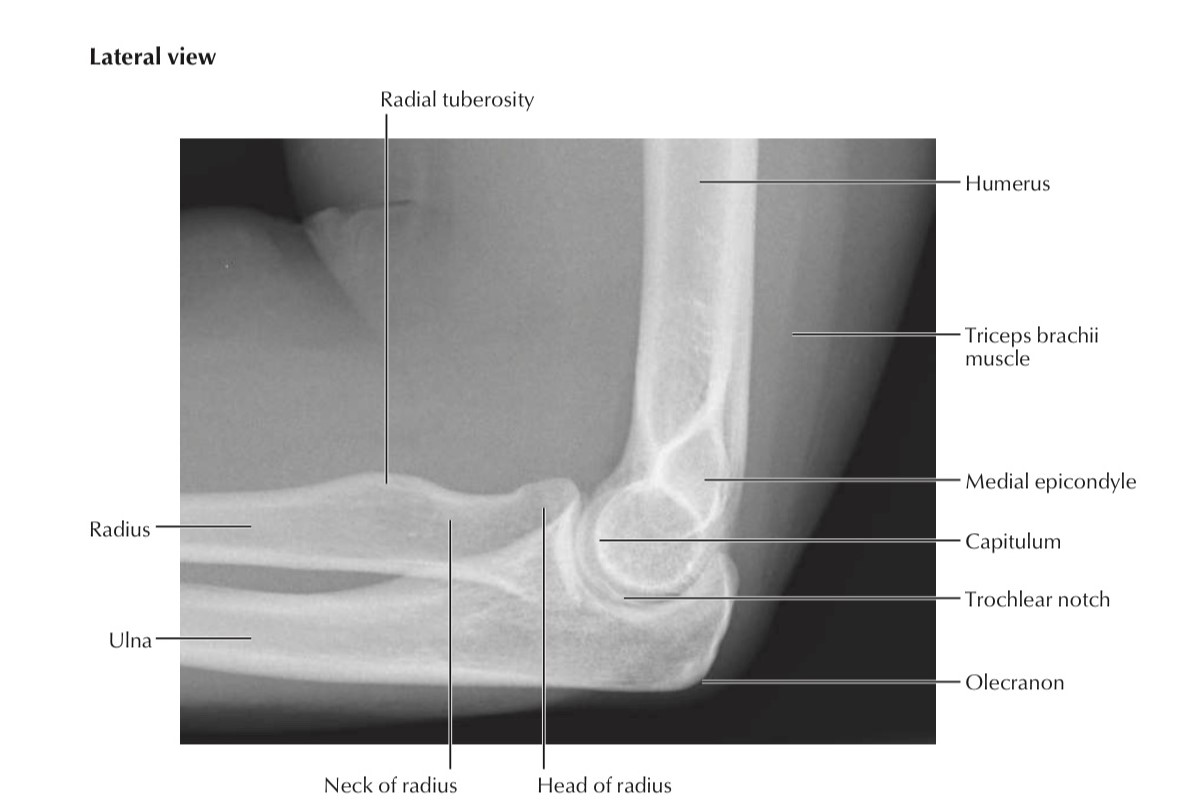 Lateral view
Radial tuberosity
Humerus
Triceps brachii
muscle
Medial epicondyle
Radius
Capitulum
Trochlear notch
Ulna
Olecranon
Neck of radius
Head of radius